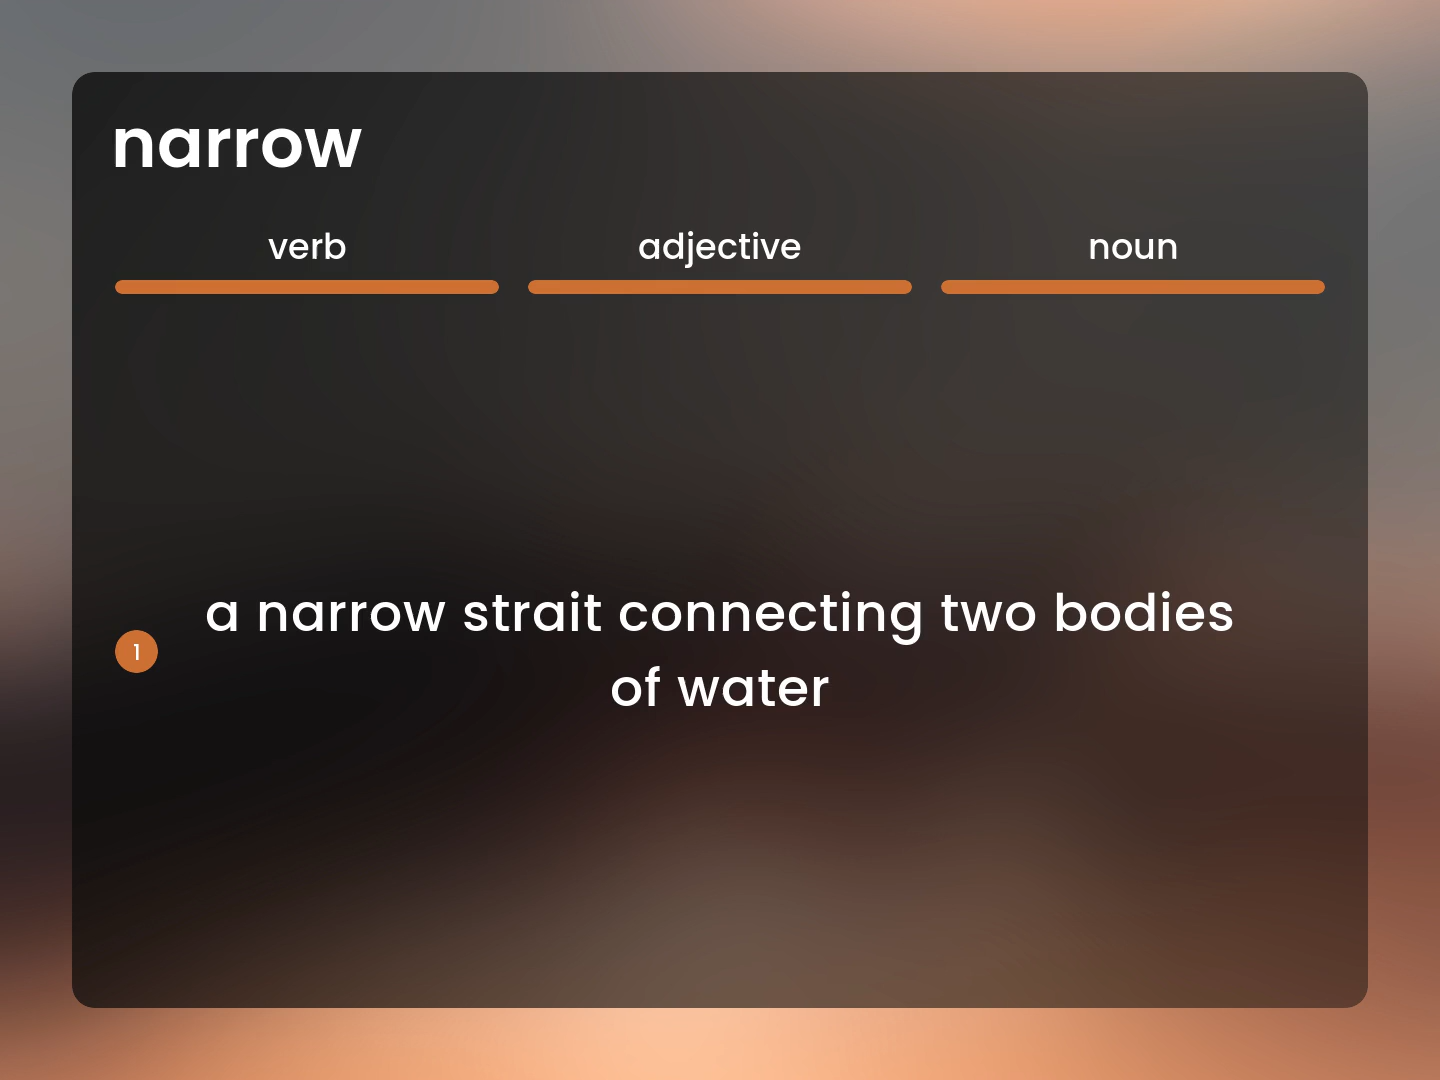 narrow
verb
adjective
noun
1
a narrow strait connecting two bodies
of water